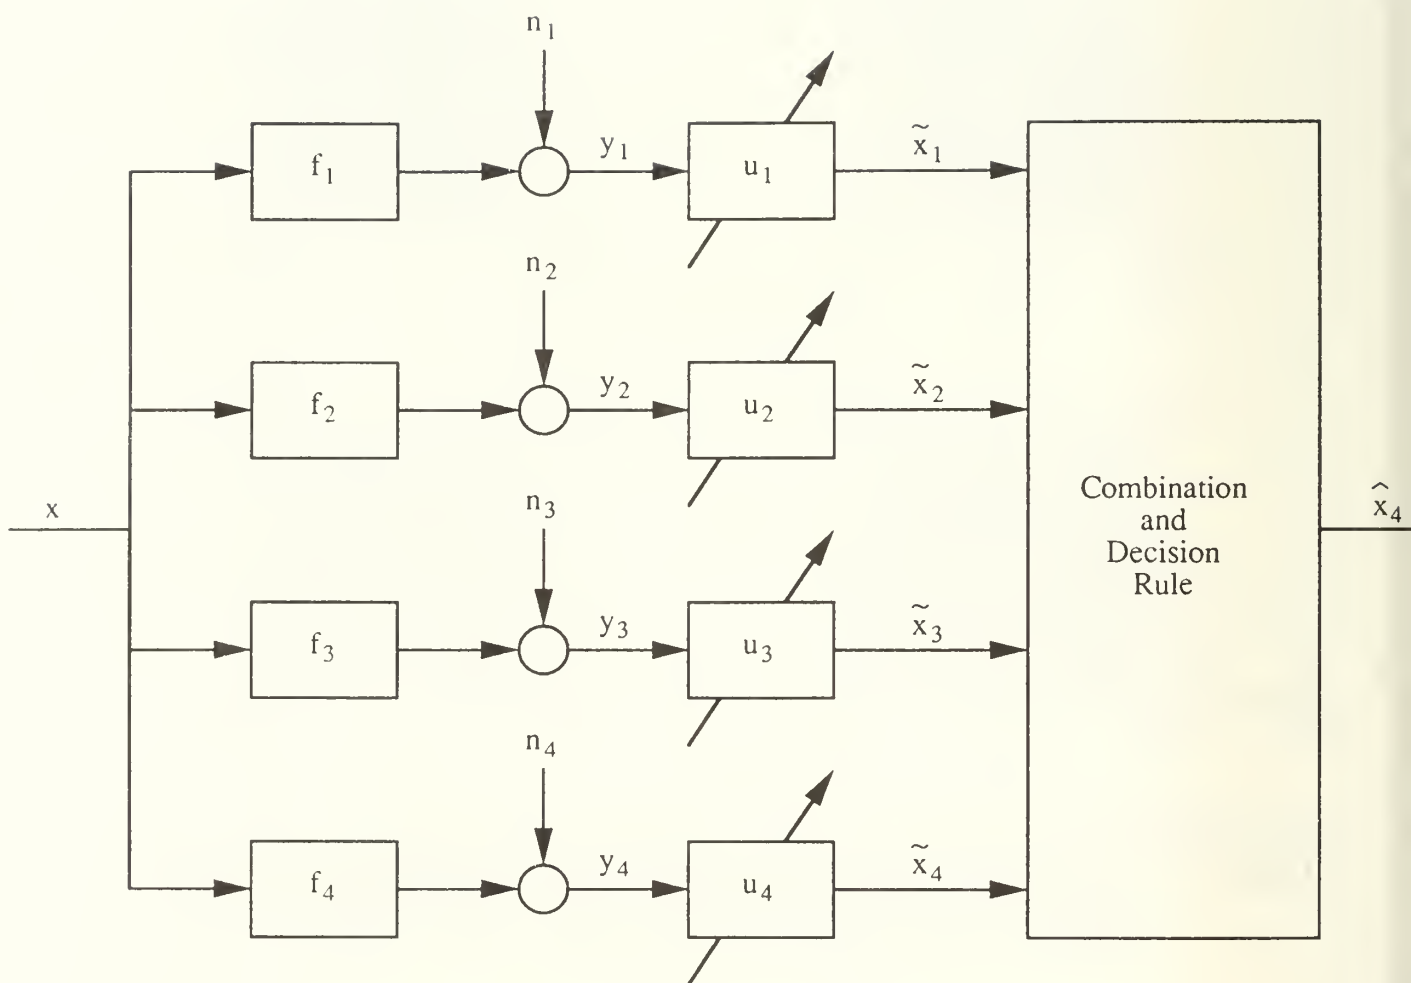 n₁
f₁
y₁
u₁
x̃₁
n₂
f₂
y₂
u₂
x̃₂
x
n₃
Combination
and
Decision
Rule
x̂₄
f₃
y₃
u₃
x̃₃
n₄
f₄
y₄
u₄
x̃₄